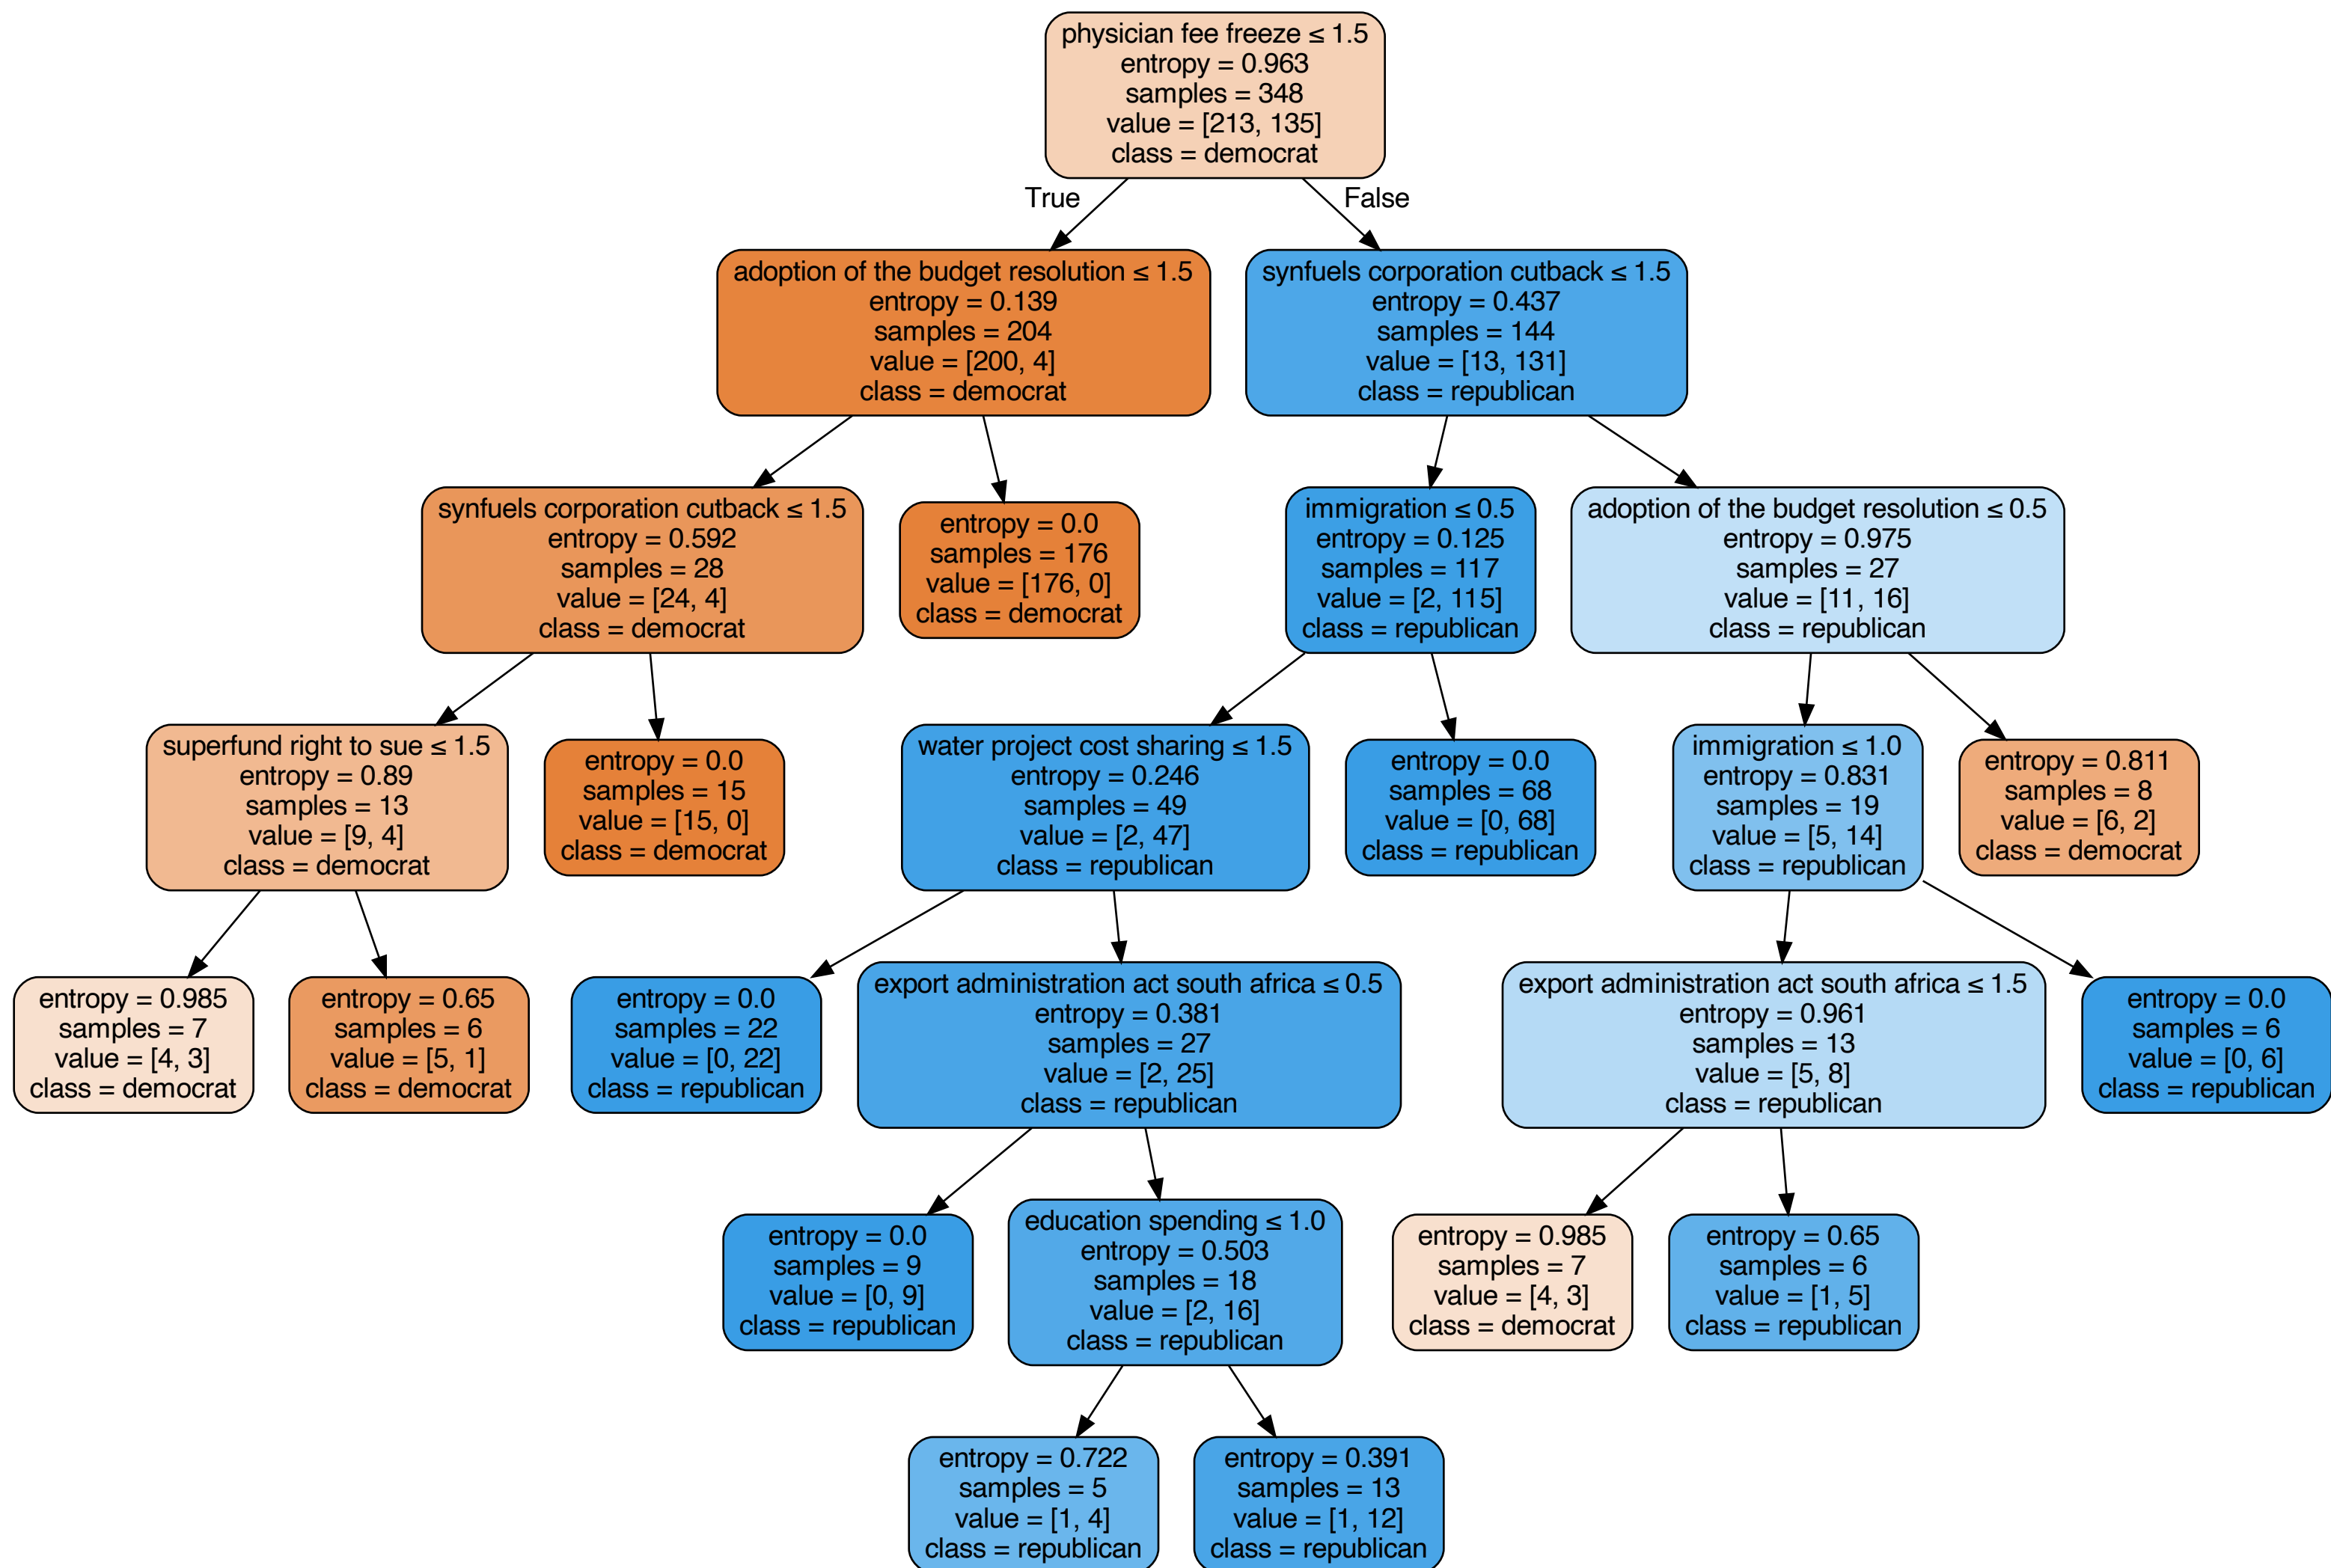 physician fee freeze ≤ 1.5
entropy = 0.963
samples = 348
value = [213, 135]
class = democrat
True
False
adoption of the budget resolution ≤ 1.5
entropy = 0.139
samples = 204
value = [200, 4]
class = democrat
synfuels corporation cutback ≤ 1.5
entropy = 0.437
samples = 144
value = [13, 131]
class = republican
synfuels corporation cutback ≤ 1.5
entropy = 0.592
samples = 28
value = [24, 4]
class = democrat
entropy = 0.0
samples = 176
value = [176, 0]
class = democrat
immigration ≤ 0.5
entropy = 0.125
samples = 117
value = [2, 115]
class = republican
adoption of the budget resolution ≤ 0.5
entropy = 0.975
samples = 27
value = [11, 16]
class = republican
superfund right to sue ≤ 1.5
entropy = 0.89
samples = 13
value = [9, 4]
class = democrat
entropy = 0.0
samples = 15
value = [15, 0]
class = democrat
water project cost sharing ≤ 1.5
entropy = 0.246
samples = 49
value = [2, 47]
class = republican
entropy = 0.0
samples = 68
value = [0, 68]
class = republican
immigration ≤ 1.0
entropy = 0.831
samples = 19
value = [5, 14]
class = republican
entropy = 0.811
samples = 8
value = [6, 2]
class = democrat
entropy = 0.985
samples = 7
value = [4, 3]
class = democrat
entropy = 0.65
samples = 6
value = [5, 1]
class = democrat
entropy = 0.0
samples = 22
value = [0, 22]
class = republican
export administration act south africa ≤ 0.5
entropy = 0.381
samples = 27
value = [2, 25]
class = republican
export administration act south africa ≤ 1.5
entropy = 0.961
samples = 13
value = [5, 8]
class = republican
entropy = 0.0
samples = 6
value = [0, 6]
class = republican
entropy = 0.0
samples = 9
value = [0, 9]
class = republican
education spending ≤ 1.0
entropy = 0.503
samples = 18
value = [2, 16]
class = republican
entropy = 0.985
samples = 7
value = [4, 3]
class = democrat
entropy = 0.65
samples = 6
value = [1, 5]
class = republican
entropy = 0.722
samples = 5
value = [1, 4]
class = republican
entropy = 0.391
samples = 13
value = [1, 12]
class = republican